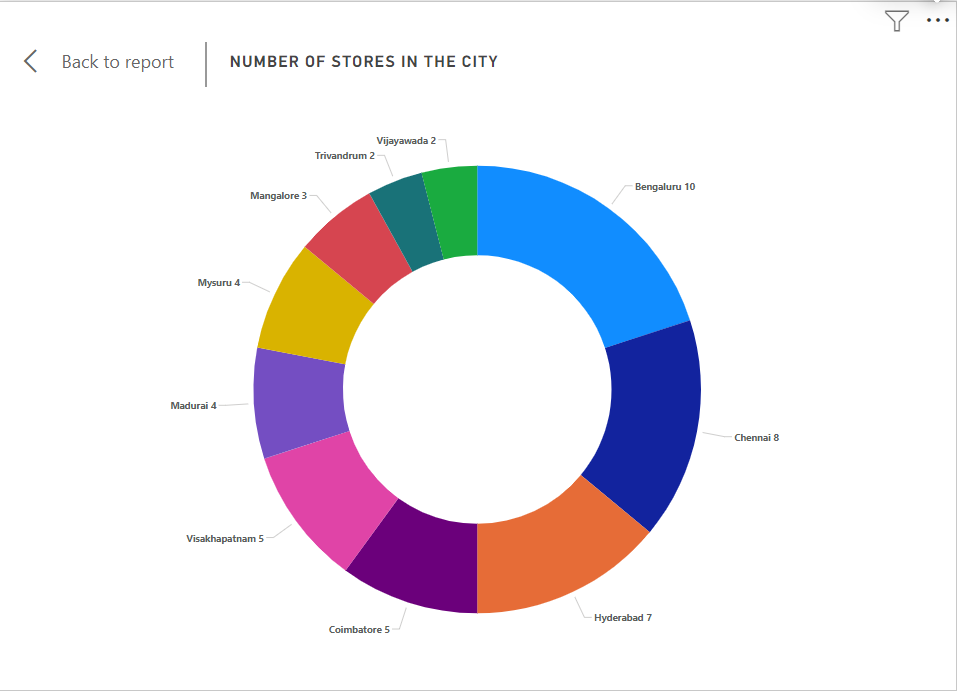 Back to report
NUMBER OF STORES IN THE CITY
Vijayawada 2
Trivandrum 2
Bengaluru 10
Mangalore 3
Mysuru 4
Madurai 4
Chennai 8
Visakhapatnam 5
Hyderabad 7
Coimbatore 5